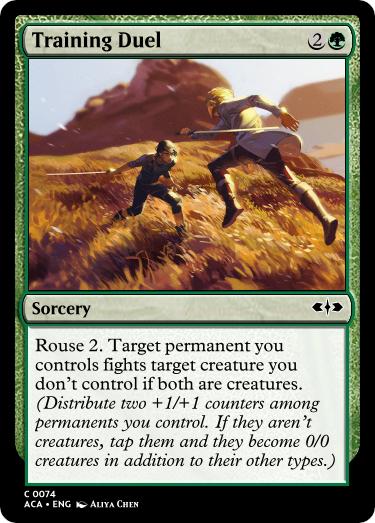 Training Duel 2
Sorcery
Rouse 2. Target permanent you
controls fights target creature you
don't control if both are creatures.
(Distribute two +1/+1 counters among
permanents you control. If they aren't
creatures, tap them and they become 0/0
creatures in addition to their other types.)
C 0074
ACA • ENG Aliya Chen